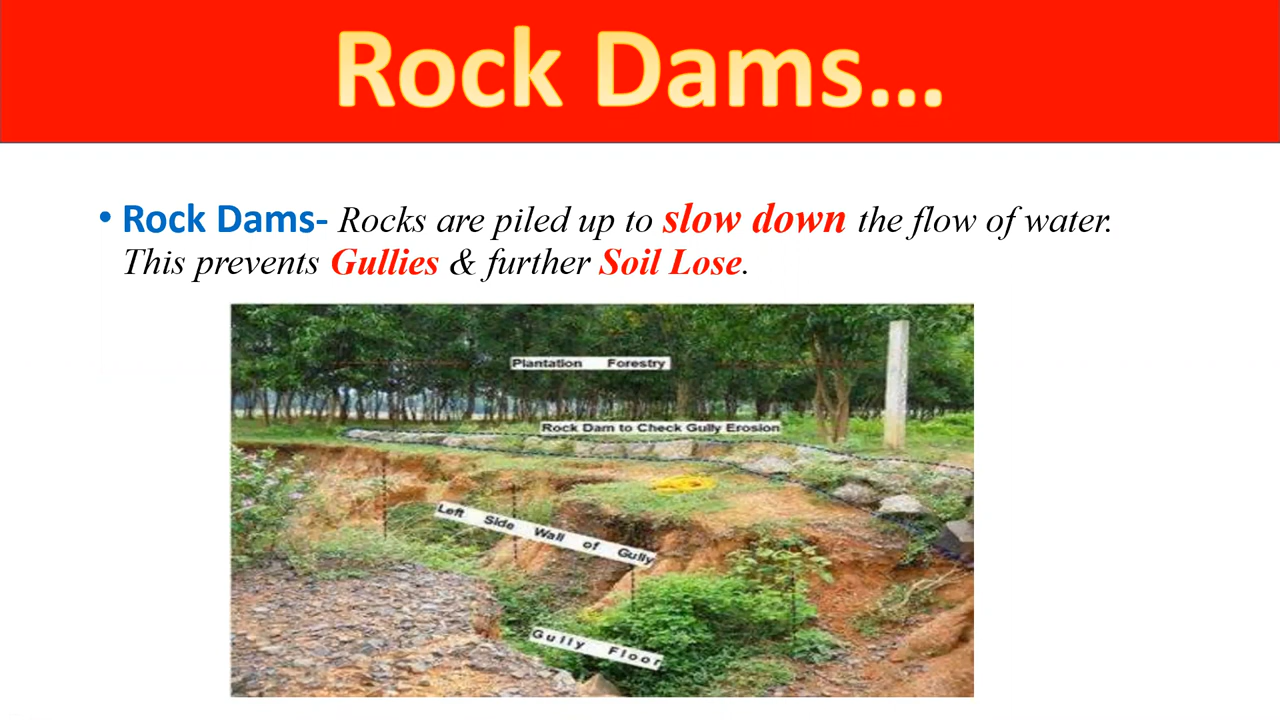 Rock Dams...
• Rock Dams- Rocks are piled up to slow down the flow of water.
This prevents Gullies & further Soil Lose.
Plantation Forestry
Rock Dam to Check Gully Erosion
Left Side Wall of Gully
Gully Floor